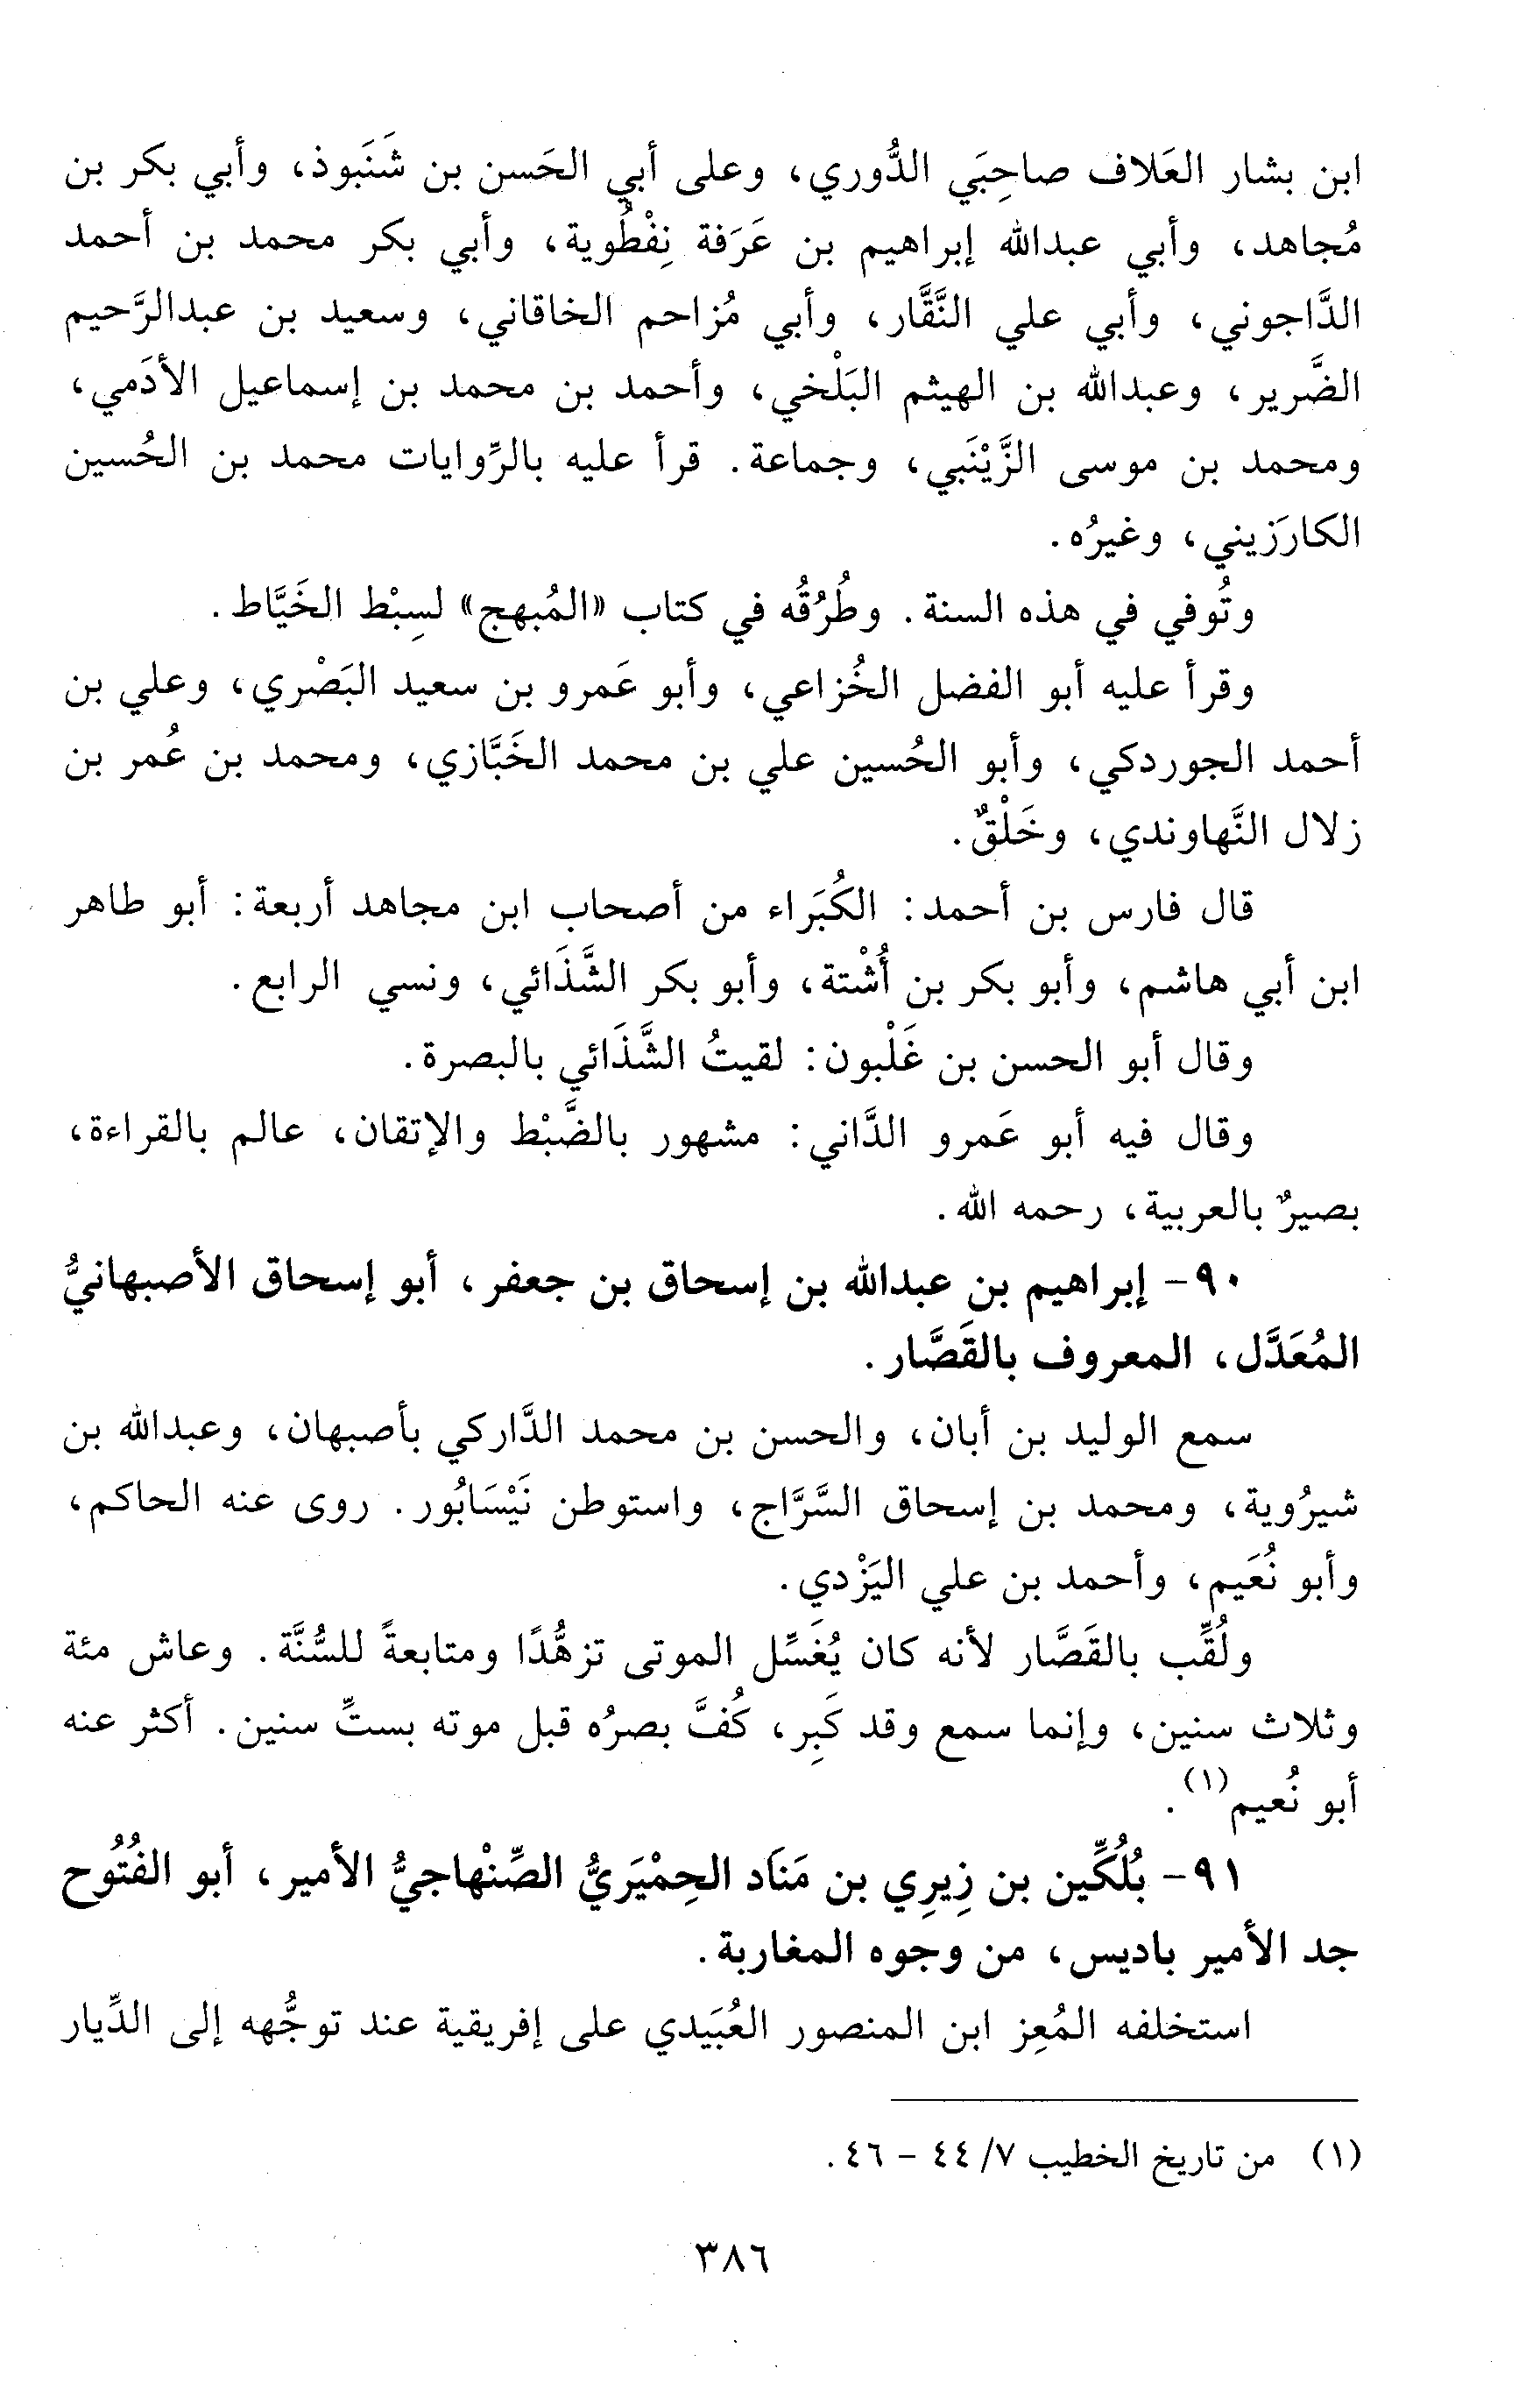 ابن بشار العَلاف صاحِبَي الدُّوري، وعلى أبي الحَسن بن شَنَبوذ، وأبي بكر بن
مُجاهد، وأبي عبدالله إبراهيم بن عَرَفة نِفْطُوية، وأبي بكر محمد بن أحمد
الدَّاجوني، وأبي علي النَّقَّار، وأبي مُزاحم الخاقاني، وسعيد بن عبدالرَّحيم
الضَّرير، وعبدالله بن الهيثم البَلْخي، وأحمد بن محمد بن إسماعيل الأدَمي،
ومحمد بن موسى الزَّيْنَبي، وجماعة. قرأ عليه بالرِّوايات محمد بن الحُسين
الكارَزيني، وغيرُه.
وتُوفي في هذه السنة. وطُرُقُه في كتاب «المُبهج» لسِبْط الخَيَّاط.
وقرأ عليه أبو الفضل الخُزاعي، وأبو عَمرو بن سعيد البَصْري، وعلي بن
أحمد الجوردكي، وأبو الحُسين علي بن محمد الخَبَّازي، ومحمد بن عُمر بن
زلال النَّهاوندي، وخَلْقٌ.
قال فارس بن أحمد: الكُبَراء من أصحاب ابن مجاهد أربعة: أبو طاهر
ابن أبي هاشم، وأبو بكر بن أُشْتة، وأبو بكر الشَّذَائي، ونسي الرابع.
وقال أبو الحسن بن غَلْبون: لقيتُ الشَّذَائي بالبصرة.
وقال فيه أبو عَمرو الدَّاني: مشهور بالضَّبْط والإتقان، عالم بالقراءة،
بصيرٌ بالعربية، رحمه الله.
٩٠- إبراهيم بن عبدالله بن إسحاق بن جعفر، أبو إسحاق الأصبهانيُّ
المُعَدَّل، المعروف بالقَصَّار.
سمع الوليد بن أبان، والحسن بن محمد الدَّاركي بأصبهان، وعبدالله بن
شيرُوية، ومحمد بن إسحاق السَّرَّاج، واستوطن نَيْسَابُور. روى عنه الحاكم،
وأبو نُعَيم، وأحمد بن علي اليَزْدي.
ولُقِّب بالقَصَّار لأنه كان يُغَسِّل الموتى تزهُّدًا ومتابعةً للسُّنَّة. وعاش مئة
وثلاث سنين، وإنما سمع وقد كَبِر، كُفَّ بصرُه قبل موته بستِّ سنين. أكثر عنه
أبو نُعيم(١).
٩١- بُلُكِّين بن زِيرِي بن مَنَاد الحِمْيَريُّ الصِّنْهاجيُّ الأمير، أبو الفُتُوح
جد الأمير باديس، من وجوه المغاربة.
استخلفه المُعِز ابن المنصور العُبَيدي على إفريقية عند توجُّهه إلى الدِّيار
(١) من تاريخ الخطيب ٧/ ٤٤ - ٤٦.
٣٨٦